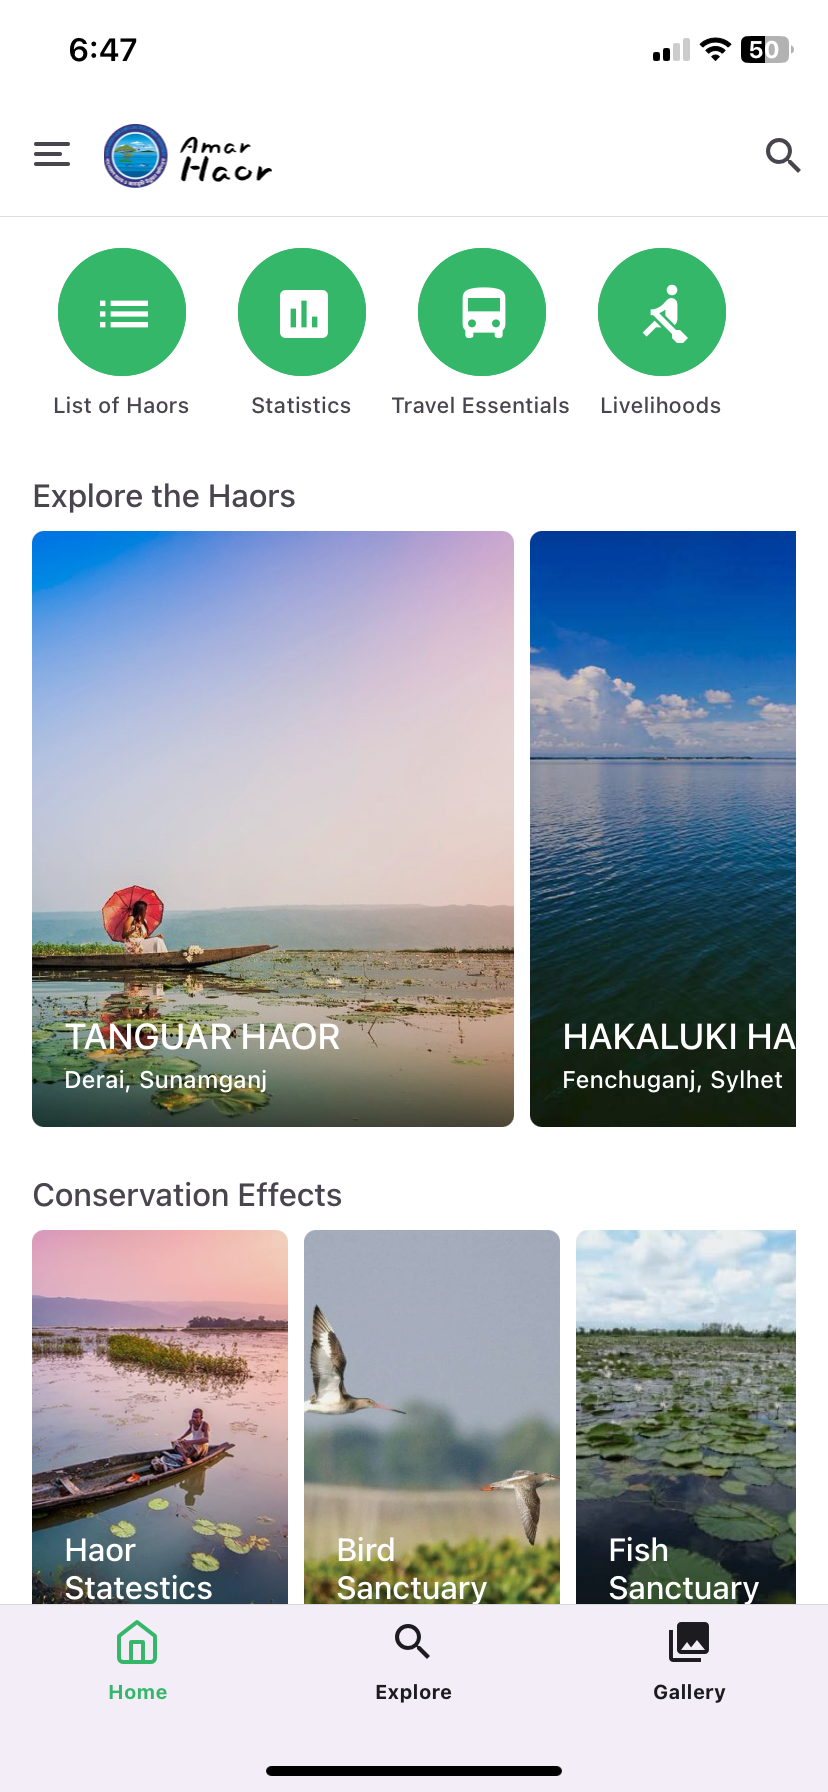 6:47
50
Amar
Haor
List of Haors
Statistics
Travel Essentials
Livelihoods
Explore the Haors
TANGUAR HAOR
Derai, Sunamganj
HAKALUKI HA
Fenchuganj, Sylhet
Conservation Effects
Haor
Statestics
Bird
Sanctuary
Fish
Sanctuary
Home
Explore
Gallery